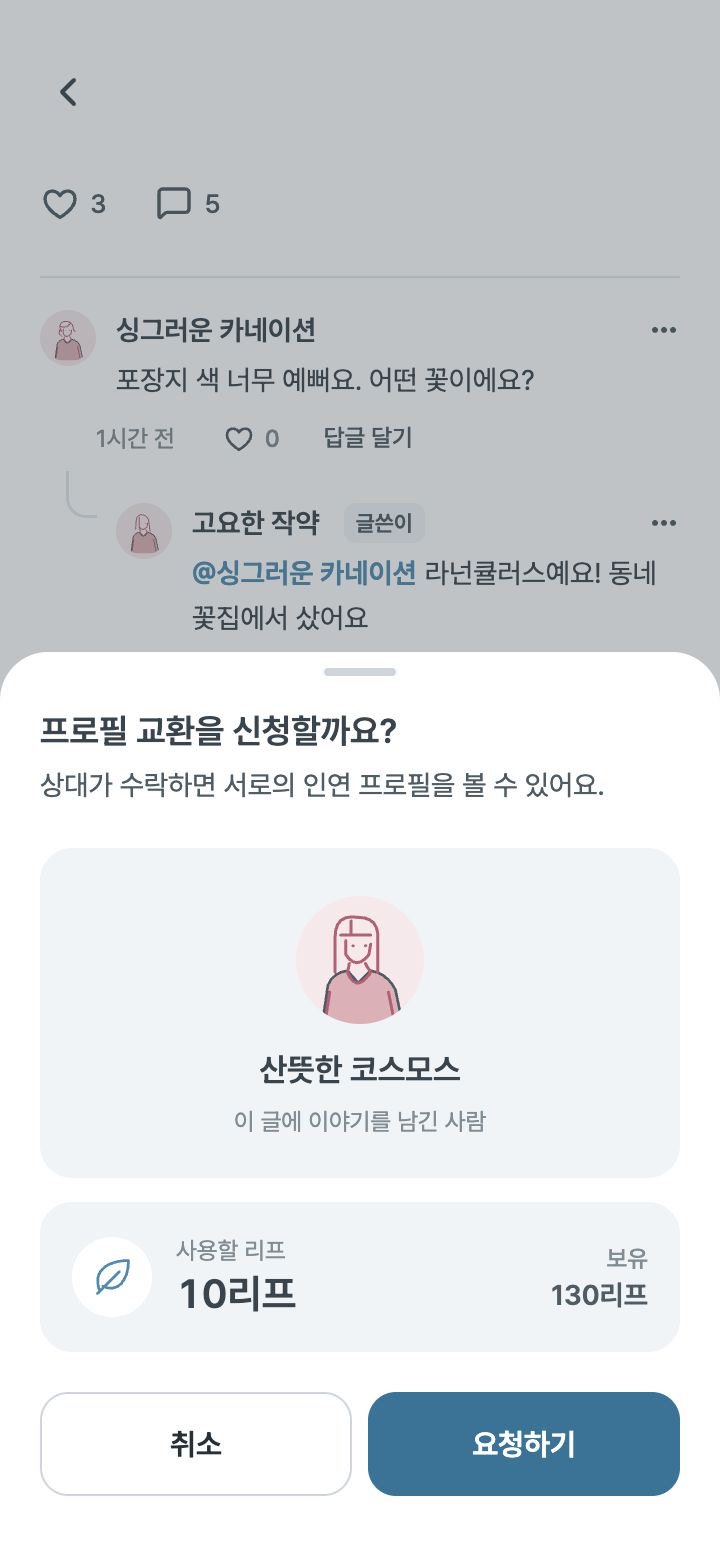 3 5
싱그러운 카네이션
포장지 색 너무 예뻐요. 어떤 꽃이에요?
1시간 전 0 답글 달기
고요한 작약 글쓴이
@싱그러운 카네이션 라넌큘러스예요! 동네
꽃집에서 샀어요
프로필 교환을 신청할까요?
상대가 수락하면 서로의 인연 프로필을 볼 수 있어요.
산뜻한 코스모스
이 글에 이야기를 남긴 사람
사용할 리프
10리프
보유
130리프
취소 요청하기